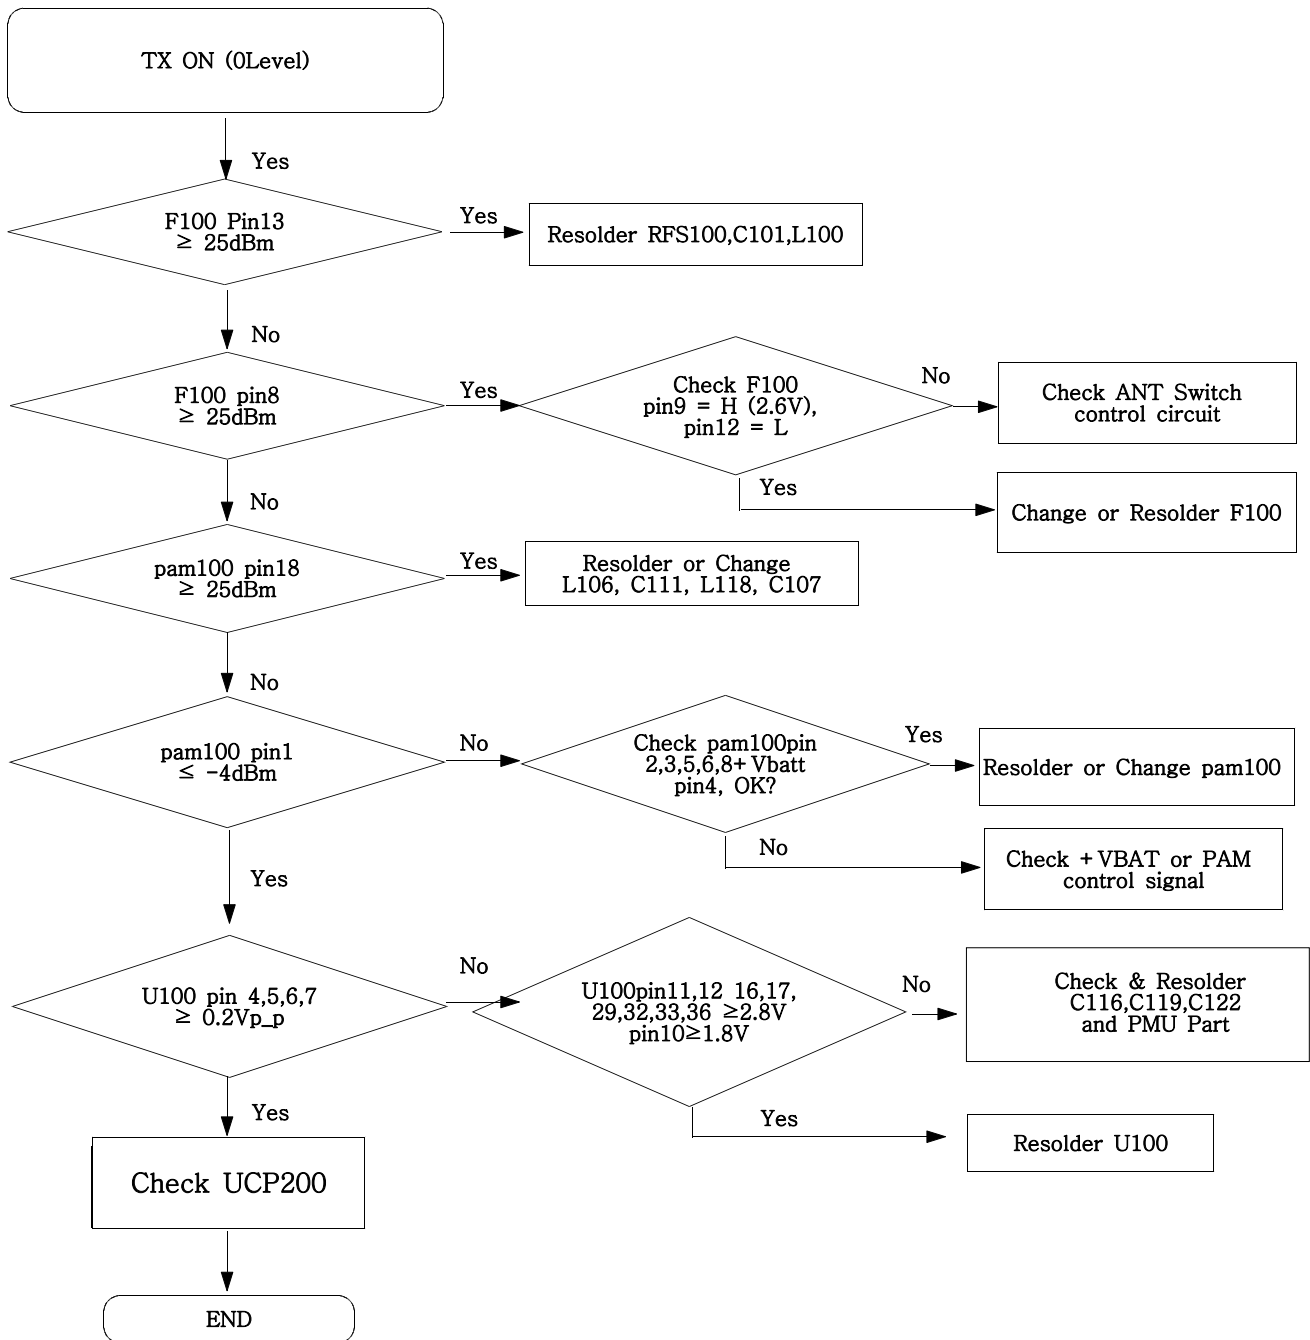 TX ON (0Level)
Yes
F100 Pin13
≥ 25dBm
Yes
Resolder RFS100,C101,L100
No
F100 pin8
≥ 25dBm
Yes
Check F100
pin9 = H (2.6V),
pin12 = L
No
Check ANT Switch
control circuit
Yes
Change or Resolder F100
No
pam100 pin18
≥ 25dBm
Yes
Resolder or Change
L106, C111, L118, C107
No
pam100 pin1
≤ -4dBm
No
Check pam100pin
2,3,5,6,8+Vbatt
pin4, OK?
Yes
Resolder or Change pam100
No
Check +VBAT or PAM
control signal
Yes
U100 pin 4,5,6,7
≥ 0.2Vp_p
No
U100pin11,12 16,17,
29,32,33,36 ≥2.8V
pin10≥1.8V
No
Check & Resolder
C116,C119,C122
and PMU Part
Yes
Resolder U100
Yes
Check UCP200
END